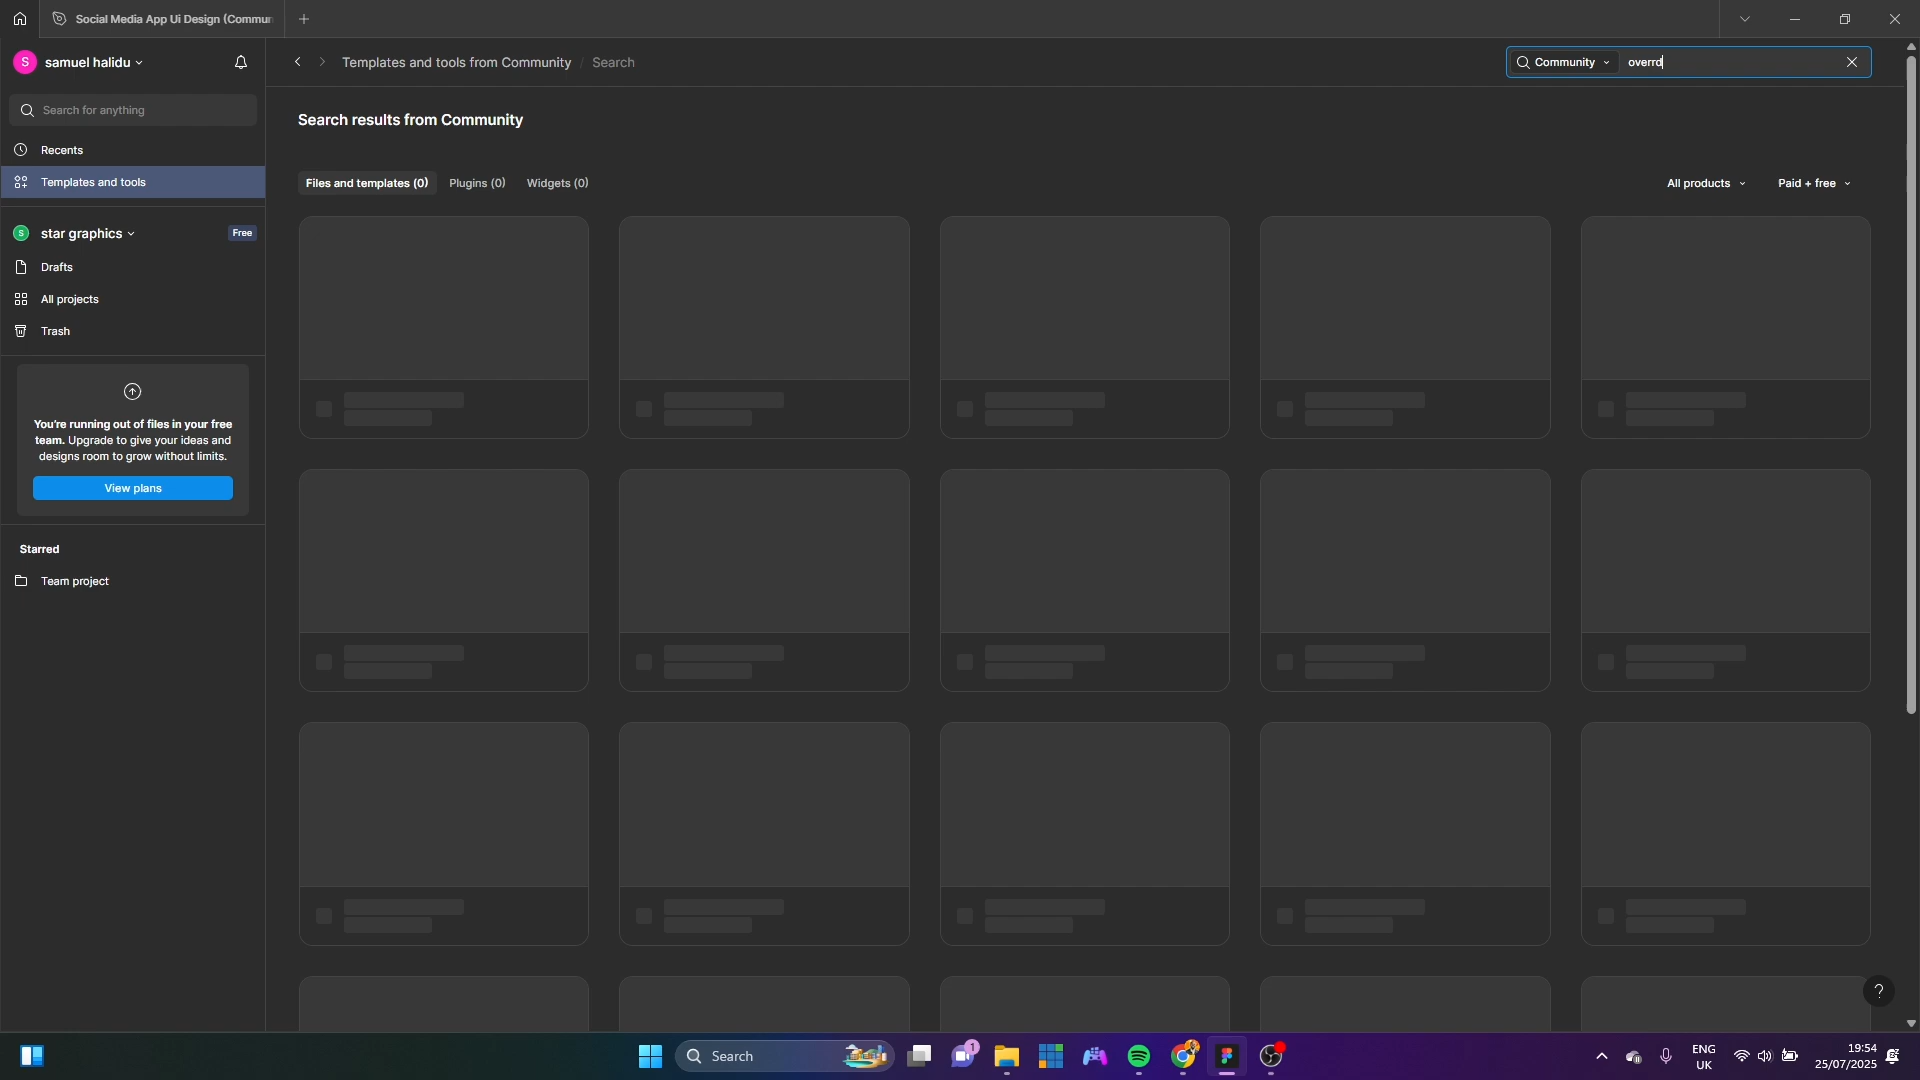 Social Media App Ui Design (Commun
S samuel halidu
Templates and tools from Community / Search
Community overrd
Search for anything
Recents
Templates and tools
S star graphics Free
Drafts
All projects
Trash
You're running out of files in your free
team. Upgrade to give your ideas and
designs room to grow without limits.
View plans
Starred
Team project
Search results from Community
Files and templates (0) Plugins (0) Widgets (0) All products Paid + free
?
Search
1
ENG
UK
19:54
25/07/2025